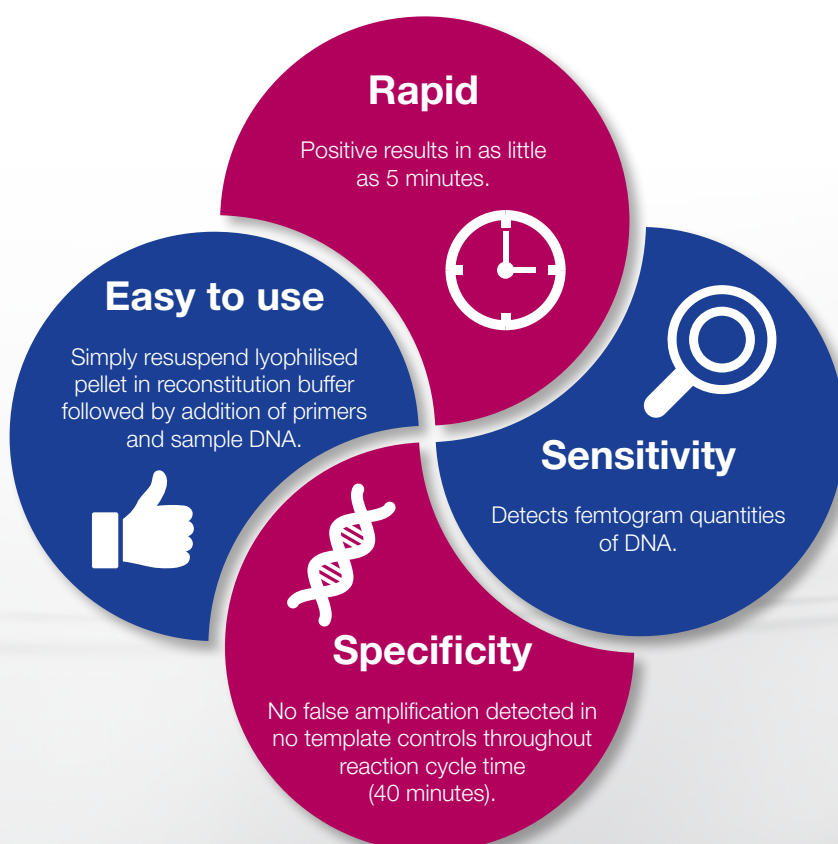 Rapid
Positive results in as little
as 5 minutes.
Easy to use
Simply resuspend lyophilised
pellet in reconstitution buffer
followed by addition of primers
and sample DNA.
Sensitivity
Detects femtogram quantities
of DNA.
Specificity
No false amplification detected in
no template controls throughout
reaction cycle time
(40 minutes).